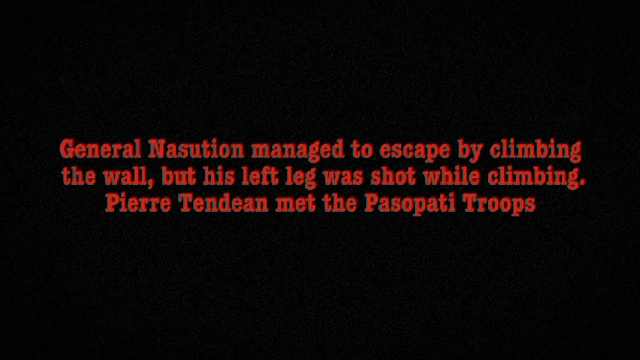 General Nasution managed to escape by climbing
the wall, but his left leg was shot while climbing.
Pierre Tendean met the Pasopati Troops